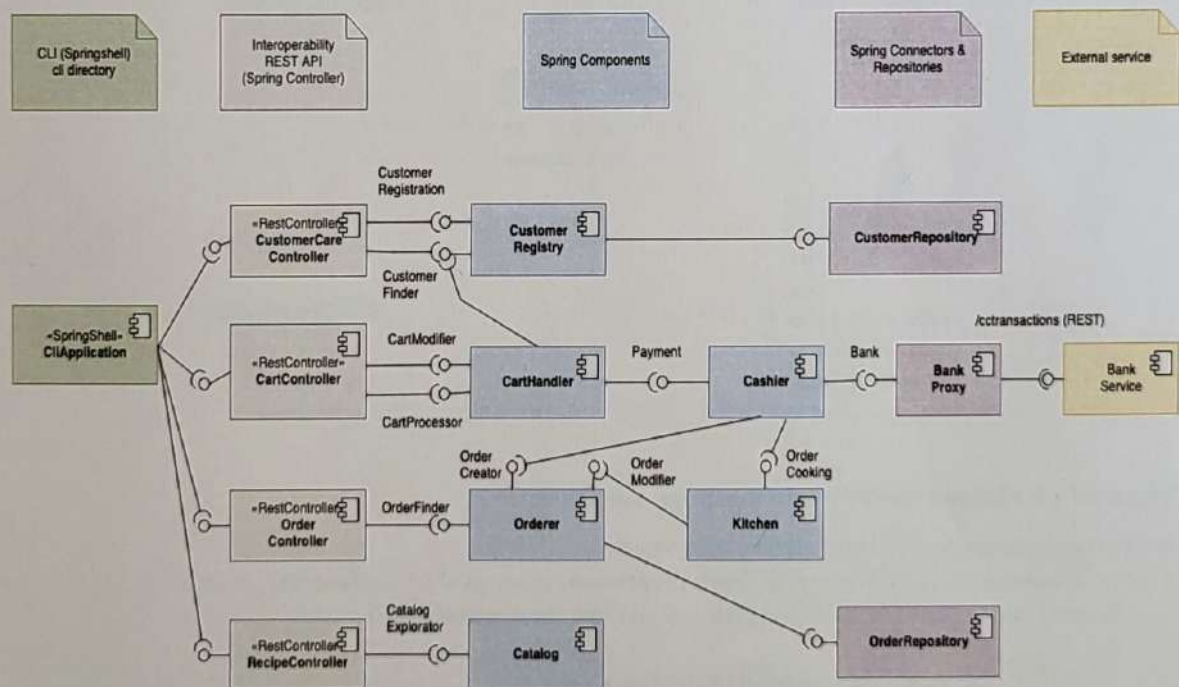 CLI (Springshell)
cli directory
Interoperability
REST API
(Spring Controller)
Spring Components
Spring Connectors &
Repositories
External service
Customer
Registration
«RestController»
CustomerCare
Controller
Customer
Registry
CustomerRepository
Customer
Finder
/cctransactions (REST)
«SpringShell»
CliApplication
CartModifier
«RestController»
CartController
CartHandler
Payment
Cashier
Bank
Bank
Proxy
Bank
Service
CartProcessor
Order
Creator
Order
Modifier
Order
Cooking
«RestController»
Order
Controller
OrderFinder
Orderer
Kitchen
Catalog
Explorator
«RestController»
RecipeController
Catalog
OrderRepository